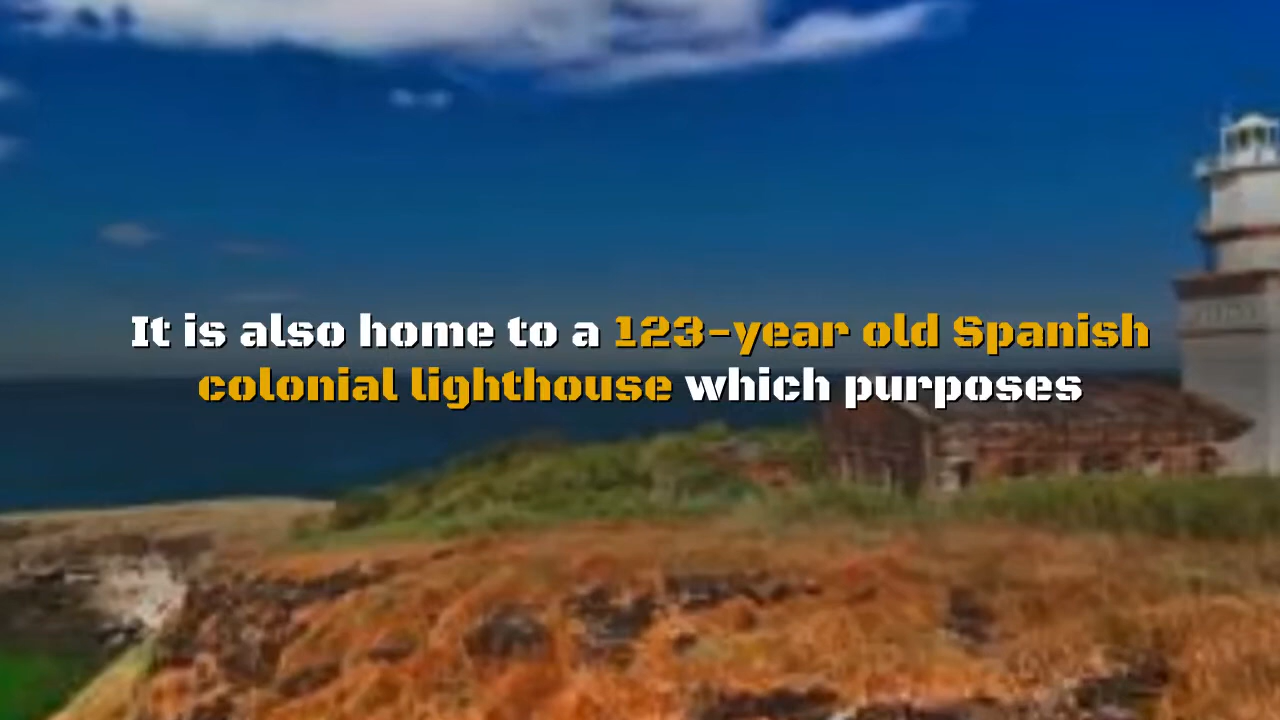 It is also home to a 123-year old Spanish
colonial lighthouse which purposes